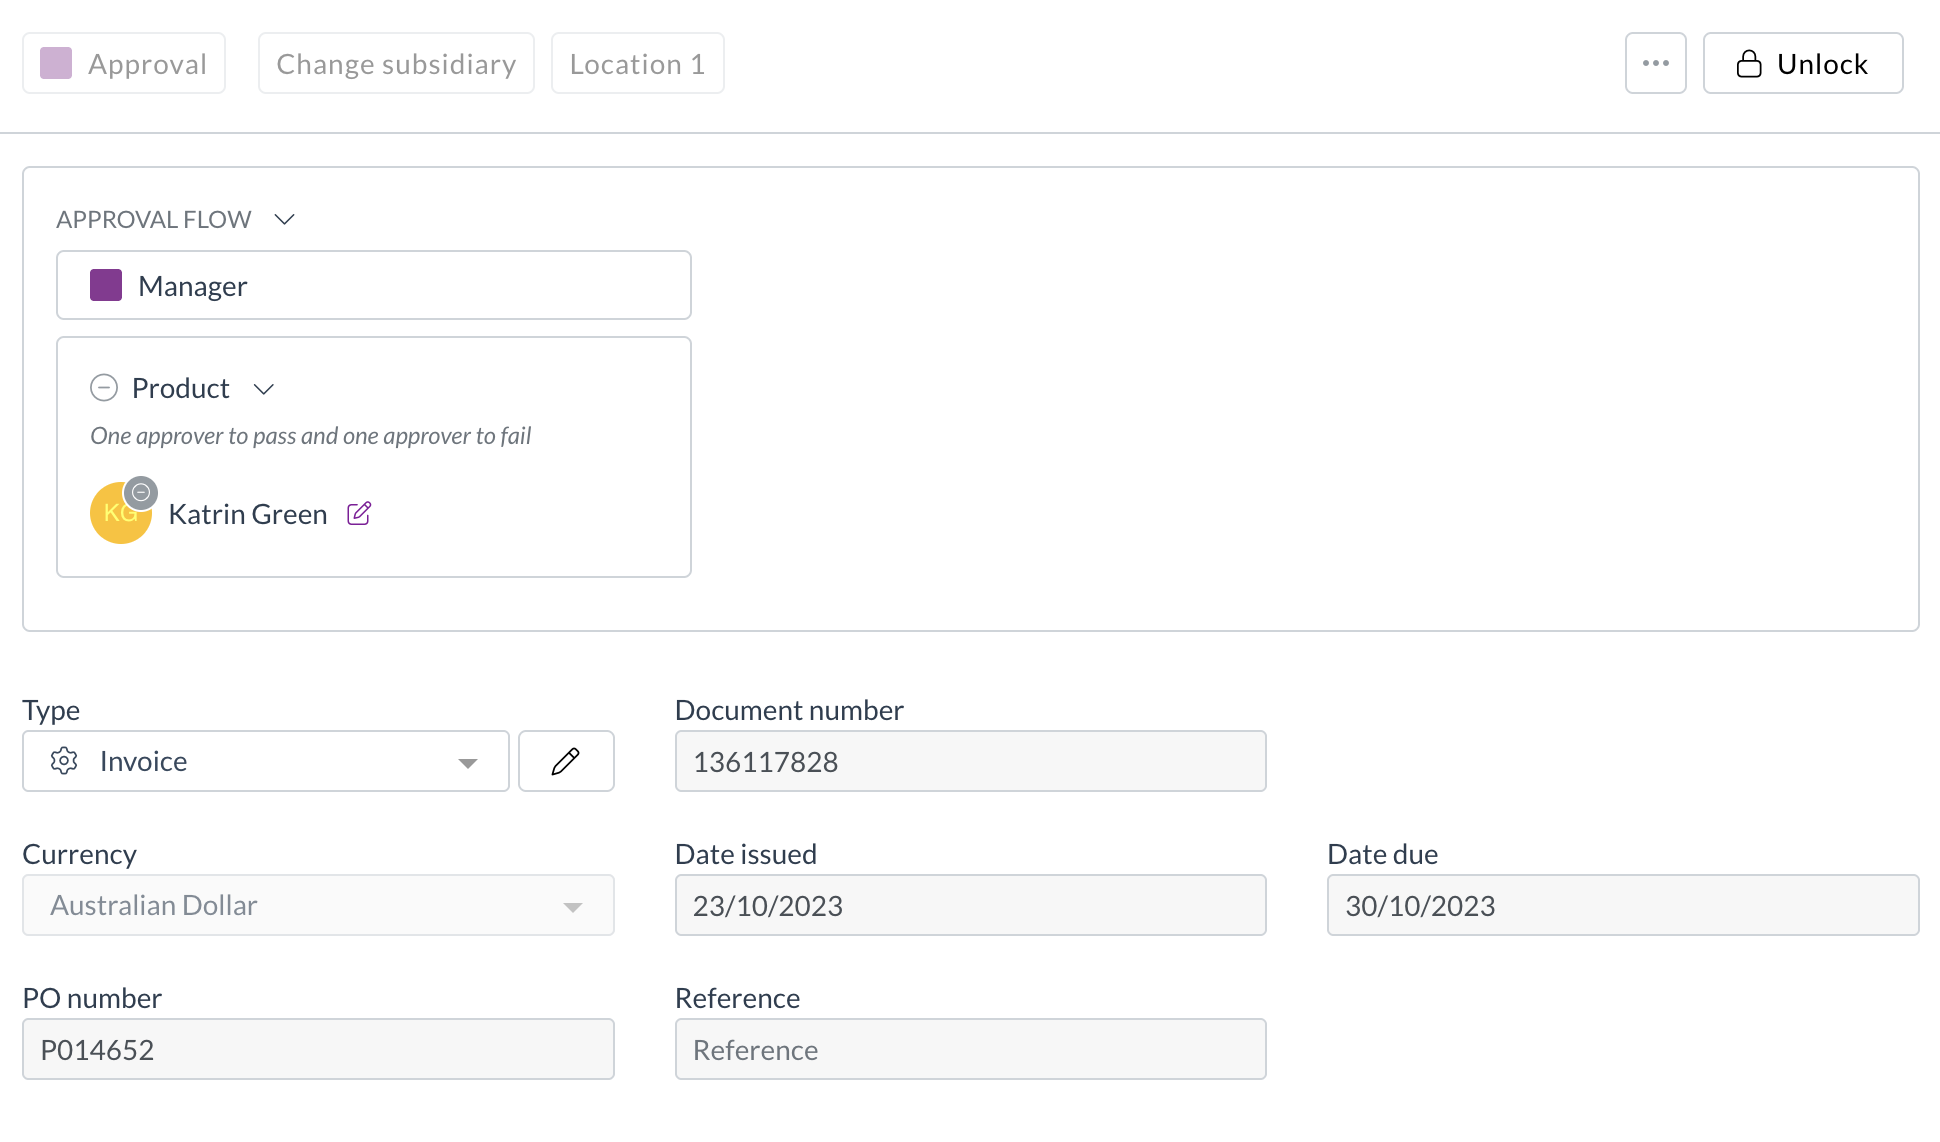 Approval
Change subsidiary
Location 1
Unlock
APPROVAL FLOW
Manager
Product
One approver to pass and one approver to fail
KG
Katrin Green
Type
Document number
Invoice
136117828
Currency
Date issued
Date due
Australian Dollar
23/10/2023
30/10/2023
PO number
Reference
P014652
Reference